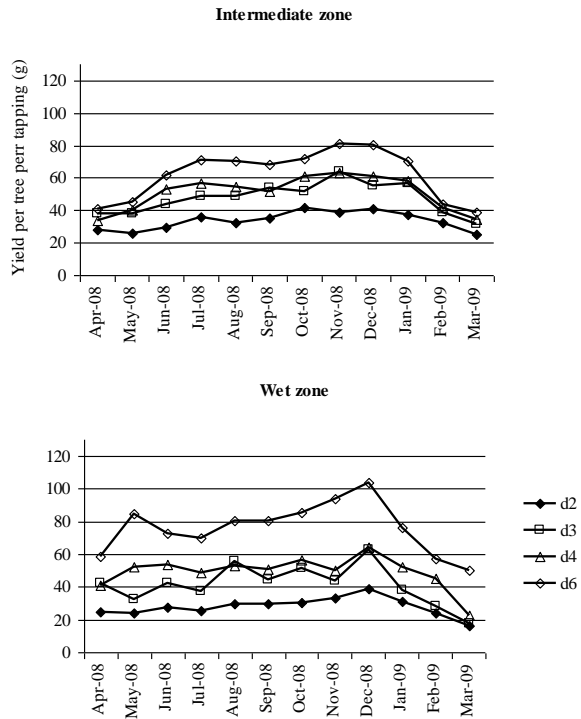 Intermediate zone
Yield per tree perr tapping (g)
120
100
80
60
40
20
0
Apr-08
May-08
Jun-08
Jul-08
Aug-08
Sep-08
Oct-08
Nov-08
Dec-08
Jan-09
Feb-09
Mar-09
Wet zone
120
100
80
60
40
20
0
Apr-08
May-08
Jun-08
Jul-08
Aug-08
Sep-08
Oct-08
Nov-08
Dec-08
Jan-09
Feb-09
Mar-09
d2
d3
d4
d6